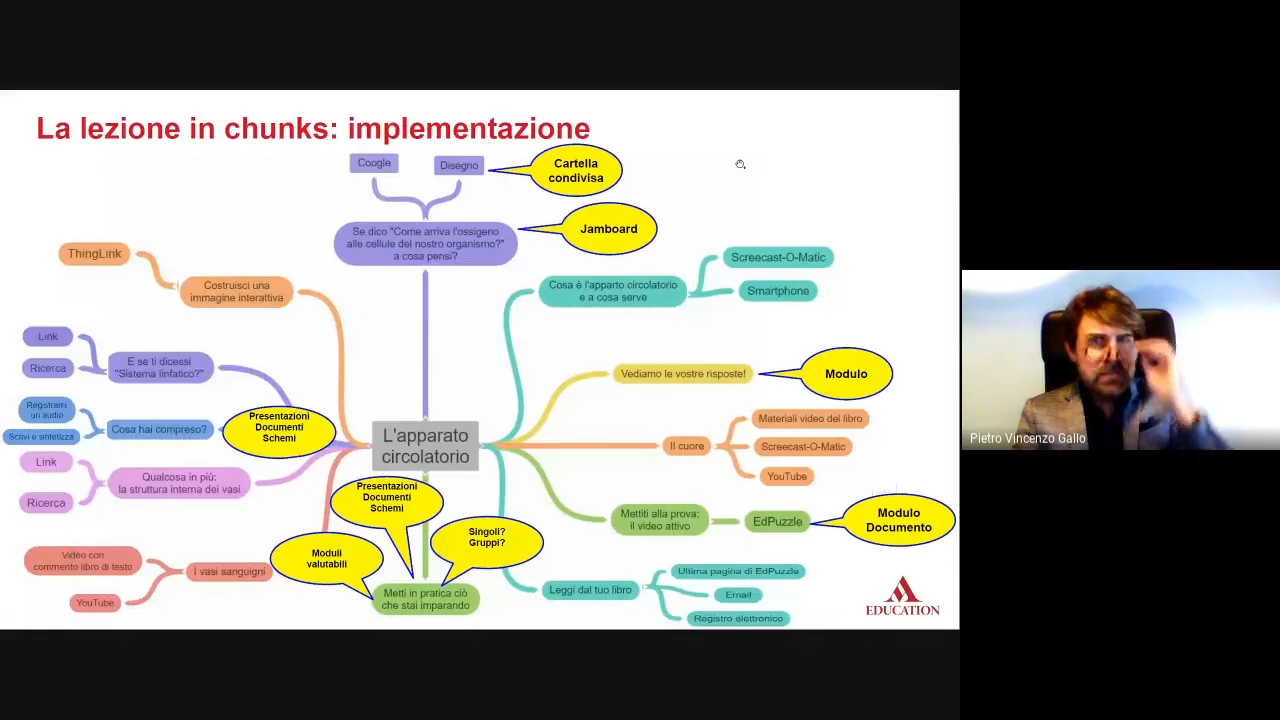 La lezione in chunks: implementazione
Coogle
Disegno
Cartella
condivisa
Se dico "Come arriva l'ossigeno
alle cellule del nostro organismo?"
a cosa pensi?
Jamboard
ThingLink
Costruisci una
immagine interattiva
Cosa è l'apparto circolatorio
e a cosa serve
Screecast-O-Matic
Smartphone
Link
Ricerca
E se ti dicessi
"Sistema linfatico?"
Vediamo le vostre risposte!
Modulo
Registrami
un audio
Scrivi e sintetizza
Cosa hai compreso?
Presentazioni
Documenti
Schemi
L'apparato
circolatorio
Il cuore
Materiali video del libro
Screecast-O-Matic
YouTube
Link
Ricerca
Qualcosa in più:
la struttura interna dei vasi
Presentazioni
Documenti
Schemi
Singoli?
Gruppi?
Mettiti alla prova:
il video attivo
EdPuzzle
Modulo
Documento
Video con
commento libro di testo
YouTube
I vasi sanguigni
Moduli
valutabili
Metti in pratica ciò
che stai imparando
Leggi dal tuo libro
Ultima pagina di EdPuzzle
Email
Registro elettronico
EDUCATION
Pietro Vincenzo Gallo